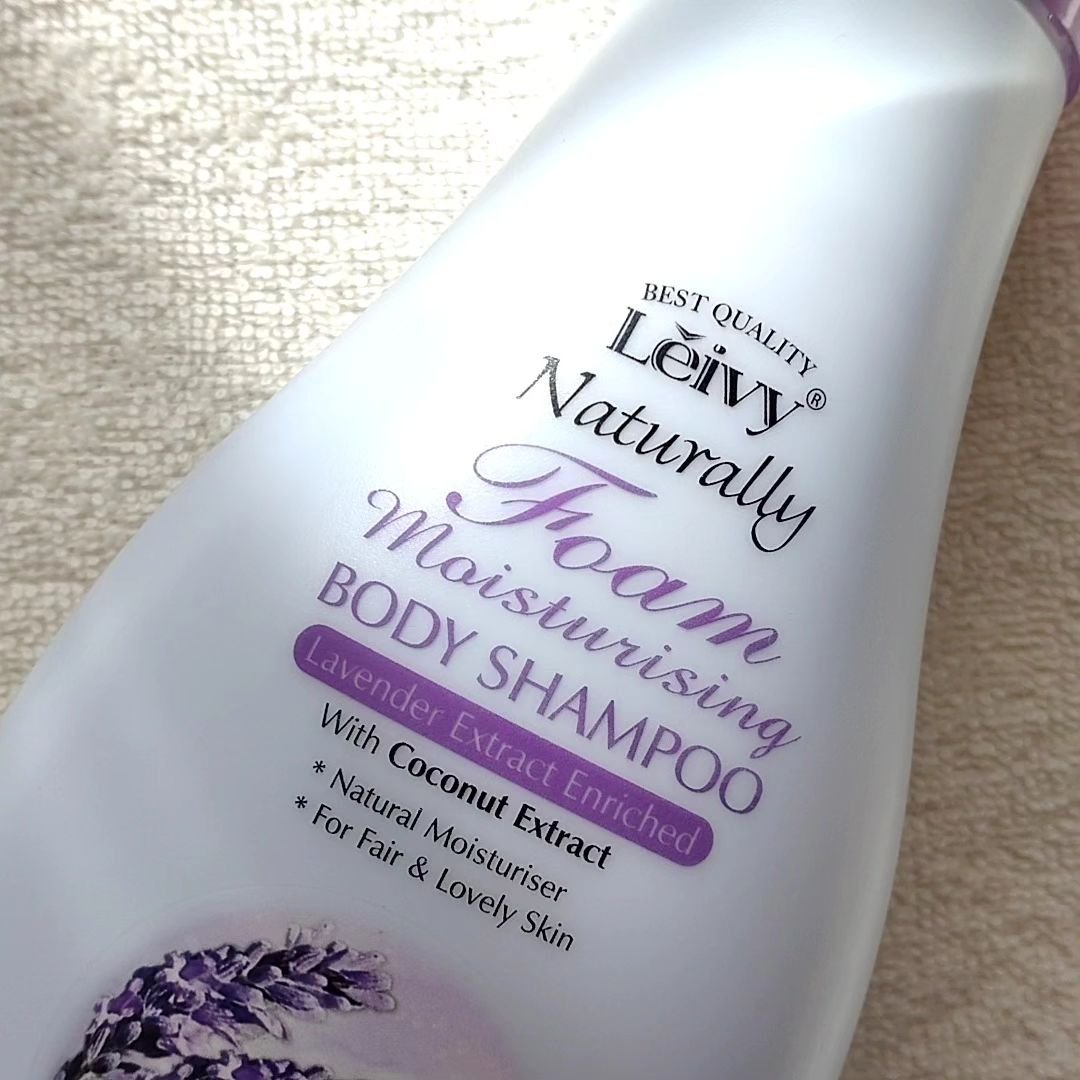 BEST QUALITY
Lěivy®
Naturally
Foam
Moisturising
BODY SHAMPOO
Lavender Extract Enriched
With Coconut Extract
* Natural Moisturiser
* For Fair & Lovely Skin